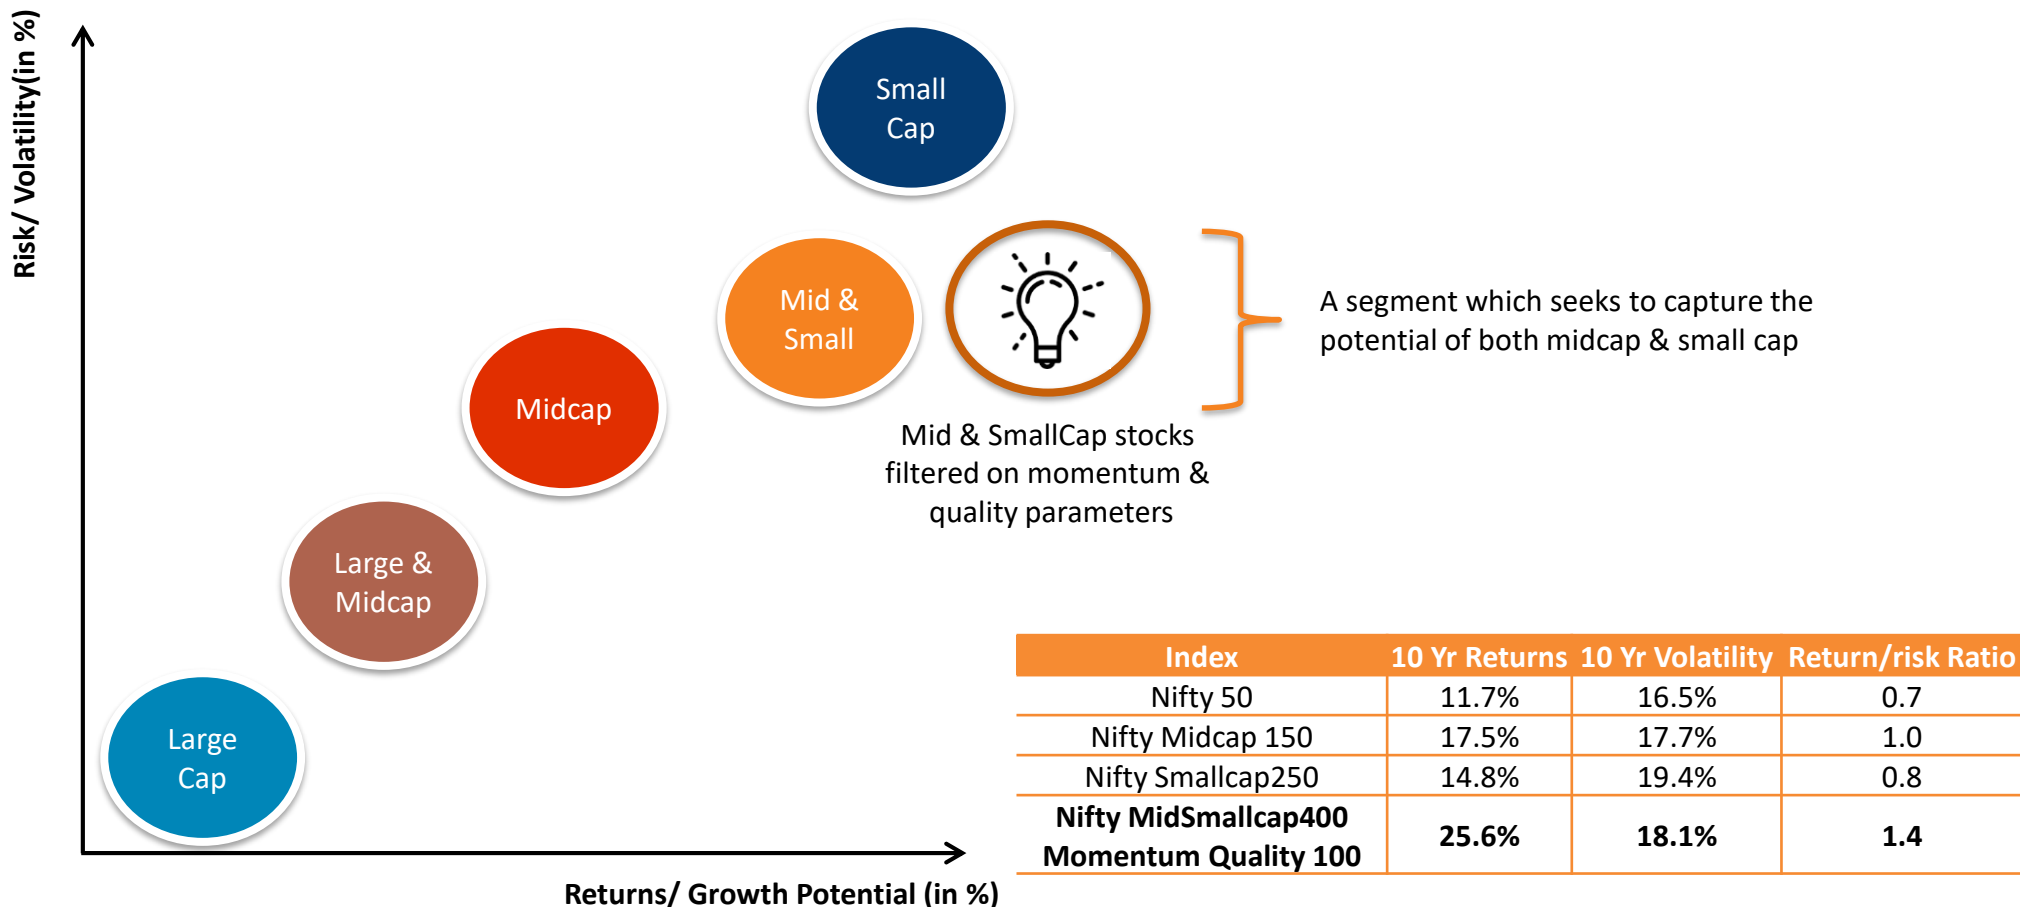 Risk/ Volatility(in %)
Small
Cap
Mid &
Small
A segment which seeks to capture the
potential of both midcap & small cap
Midcap
Mid & SmallCap stocks
filtered on momentum &
quality parameters
Large &
Midcap
Large
Cap
Index 10 Yr Returns 10 Yr Volatility Return/risk Ratio
Nifty 50 11.7% 16.5% 0.7
Nifty Midcap 150 17.5% 17.7% 1.0
Nifty Smallcap250 14.8% 19.4% 0.8
Nifty MidSmallcap400
Momentum Quality 100 25.6% 18.1% 1.4
Returns/ Growth Potential (in %)